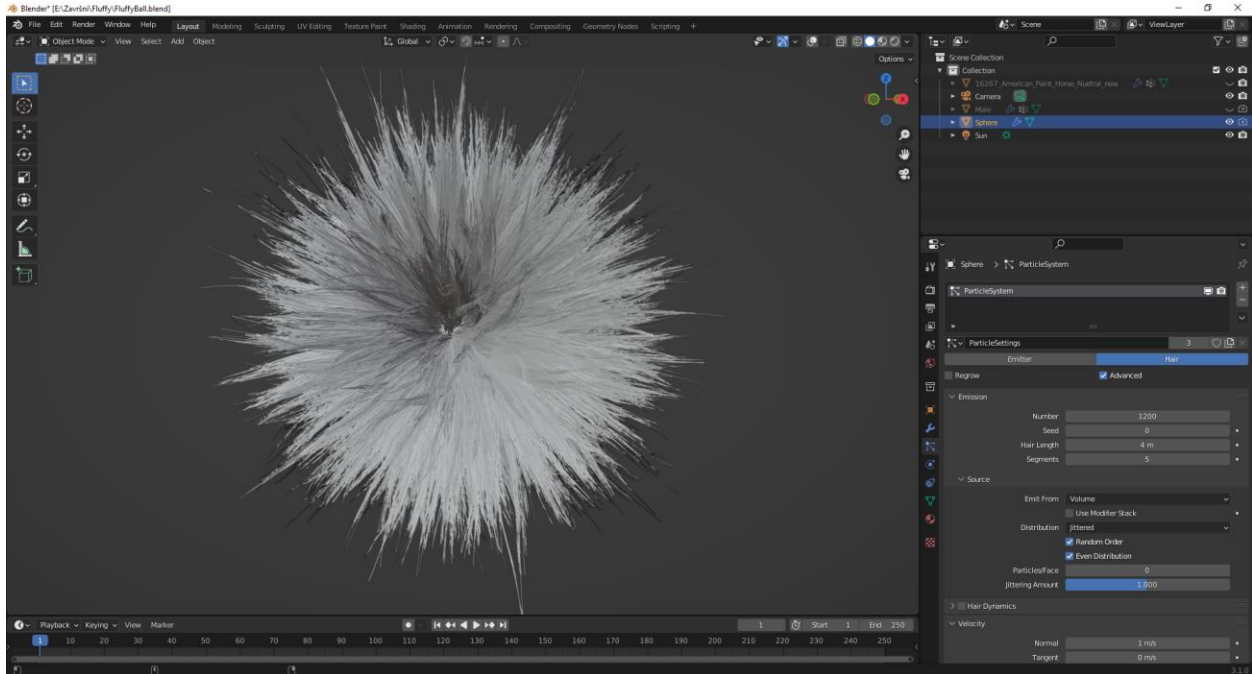 Blender* [E:\Završni\Fluffy\FluffyBall.blend]
File Edit Render Window Help Layout Modeling Sculpting UV Editing Texture Paint Shading Animation Rendering Compositing Geometry Nodes Scripting + Scene ViewLayer
Object Mode View Select Add Object Global
Options
Z
X
Scene Collection
Collection
16267_American_Paint_Horse_Nuetral_new
Camera
Male
Sphere
Sun
Sphere > ParticleSystem
ParticleSystem
ParticleSettings 3
Emitter Hair
Regrow Advanced
Emission
Number 1200
Seed 0
Hair Length 4 m
Segments 5
Source
Emit From Volume
Use Modifier Stack
Distribution Jittered
Random Order
Even Distribution
Particles/Face 0
Jittering Amount 1.000
Hair Dynamics
Velocity
Normal 1 m/s
Tangent 0 m/s
Playback Keying View Marker 1 Start 1 End 250
1 10 20 30 40 50 60 70 80 90 100 110 120 130 140 150 160 170 180 190 200 210 220 230 240 250
3.1.0